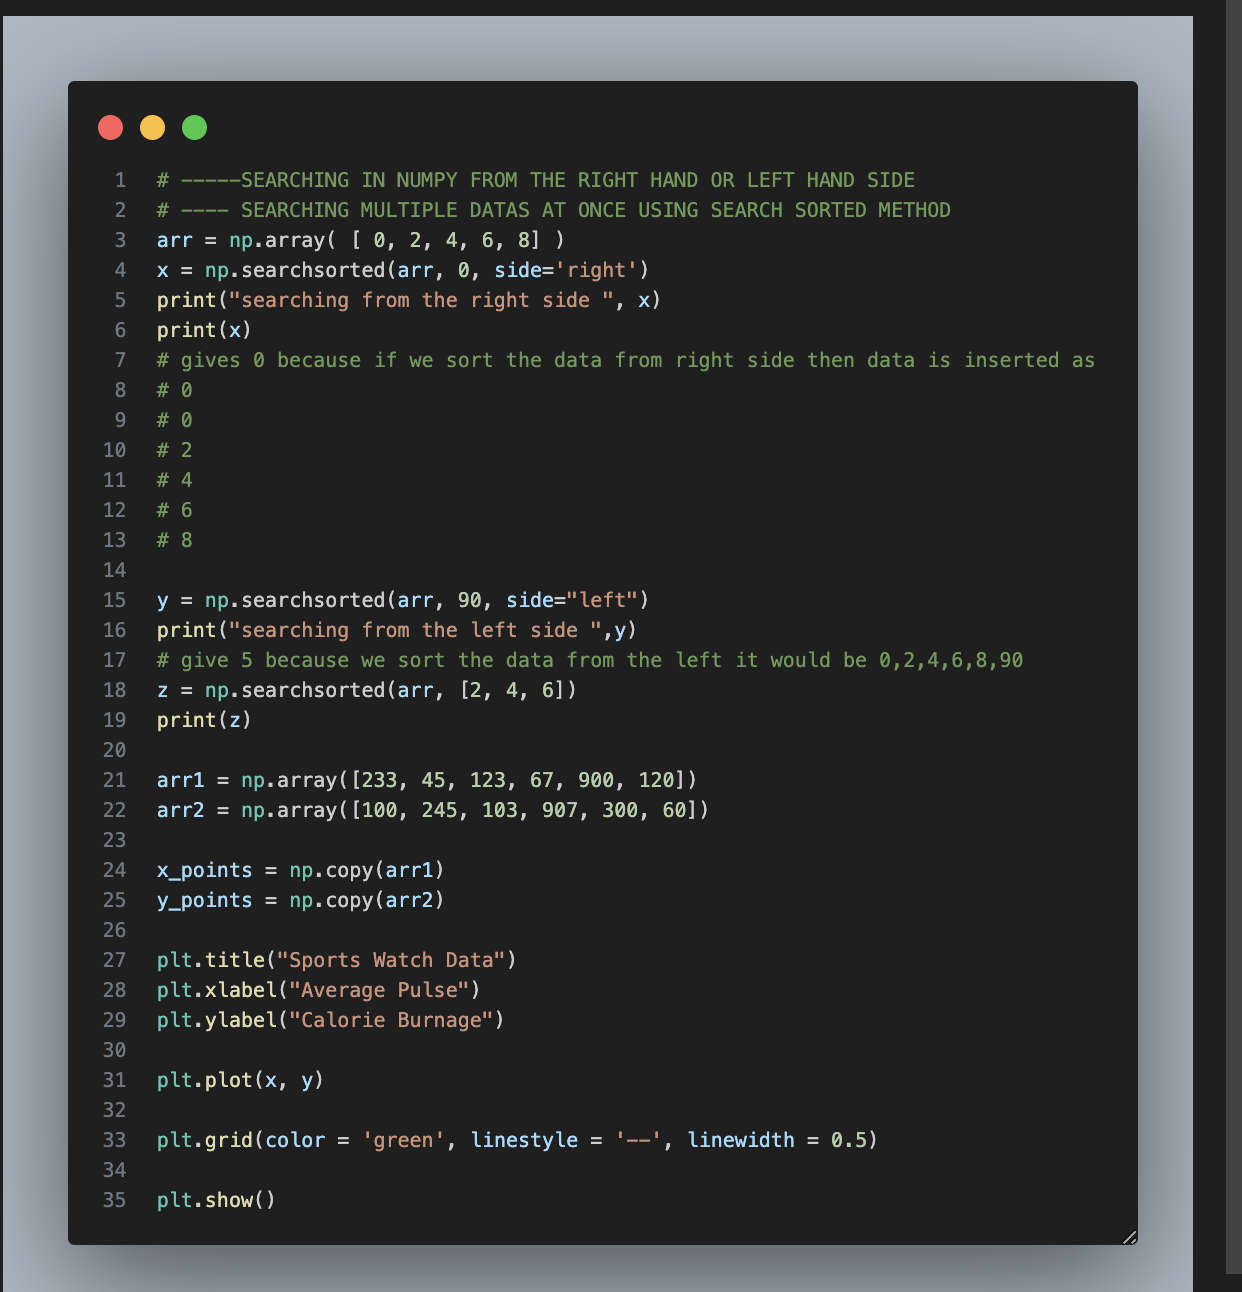 1 # -----SEARCHING IN NUMPY FROM THE RIGHT HAND OR LEFT HAND SIDE
2 # ---- SEARCHING MULTIPLE DATAS AT ONCE USING SEARCH SORTED METHOD
3 arr = np.array( [ 0, 2, 4, 6, 8] )
4 x = np.searchsorted(arr, 0, side='right')
5 print("searching from the right side ", x)
6 print(x)
7 # gives 0 because if we sort the data from right side then data is inserted as
8 # 0
9 # 0
10 # 2
11 # 4
12 # 6
13 # 8
14
15 y = np.searchsorted(arr, 90, side="left")
16 print("searching from the left side ",y)
17 # give 5 because we sort the data from the left it would be 0,2,4,6,8,90
18 z = np.searchsorted(arr, [2, 4, 6])
19 print(z)
20
21 arr1 = np.array([233, 45, 123, 67, 900, 120])
22 arr2 = np.array([100, 245, 103, 907, 300, 60])
23
24 x_points = np.copy(arr1)
25 y_points = np.copy(arr2)
26
27 plt.title("Sports Watch Data")
28 plt.xlabel("Average Pulse")
29 plt.ylabel("Calorie Burnage")
30
31 plt.plot(x, y)
32
33 plt.grid(color = 'green', linestyle = '--', linewidth = 0.5)
34
35 plt.show()